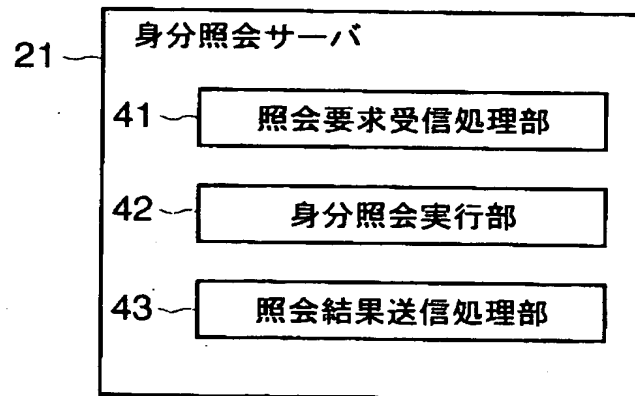 身分照会サーバ
21
41 照会要求受信処理部
42 身分照会実行部
43 照会結果送信処理部